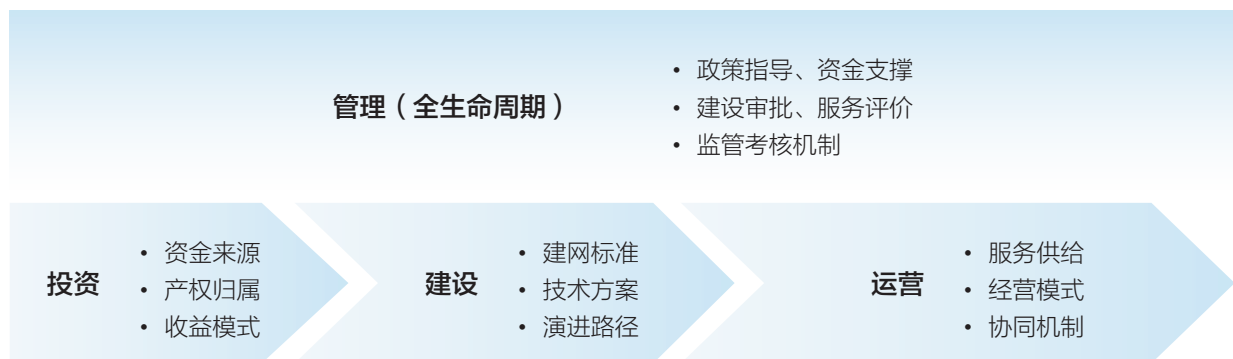 管理（全生命周期）
• 政策指导、资金支撑
• 建设审批、服务评价
• 监管考核机制
投资
• 资金来源
• 产权归属
• 收益模式
建设
• 建网标准
• 技术方案
• 演进路径
运营
• 服务供给
• 经营模式
• 协同机制